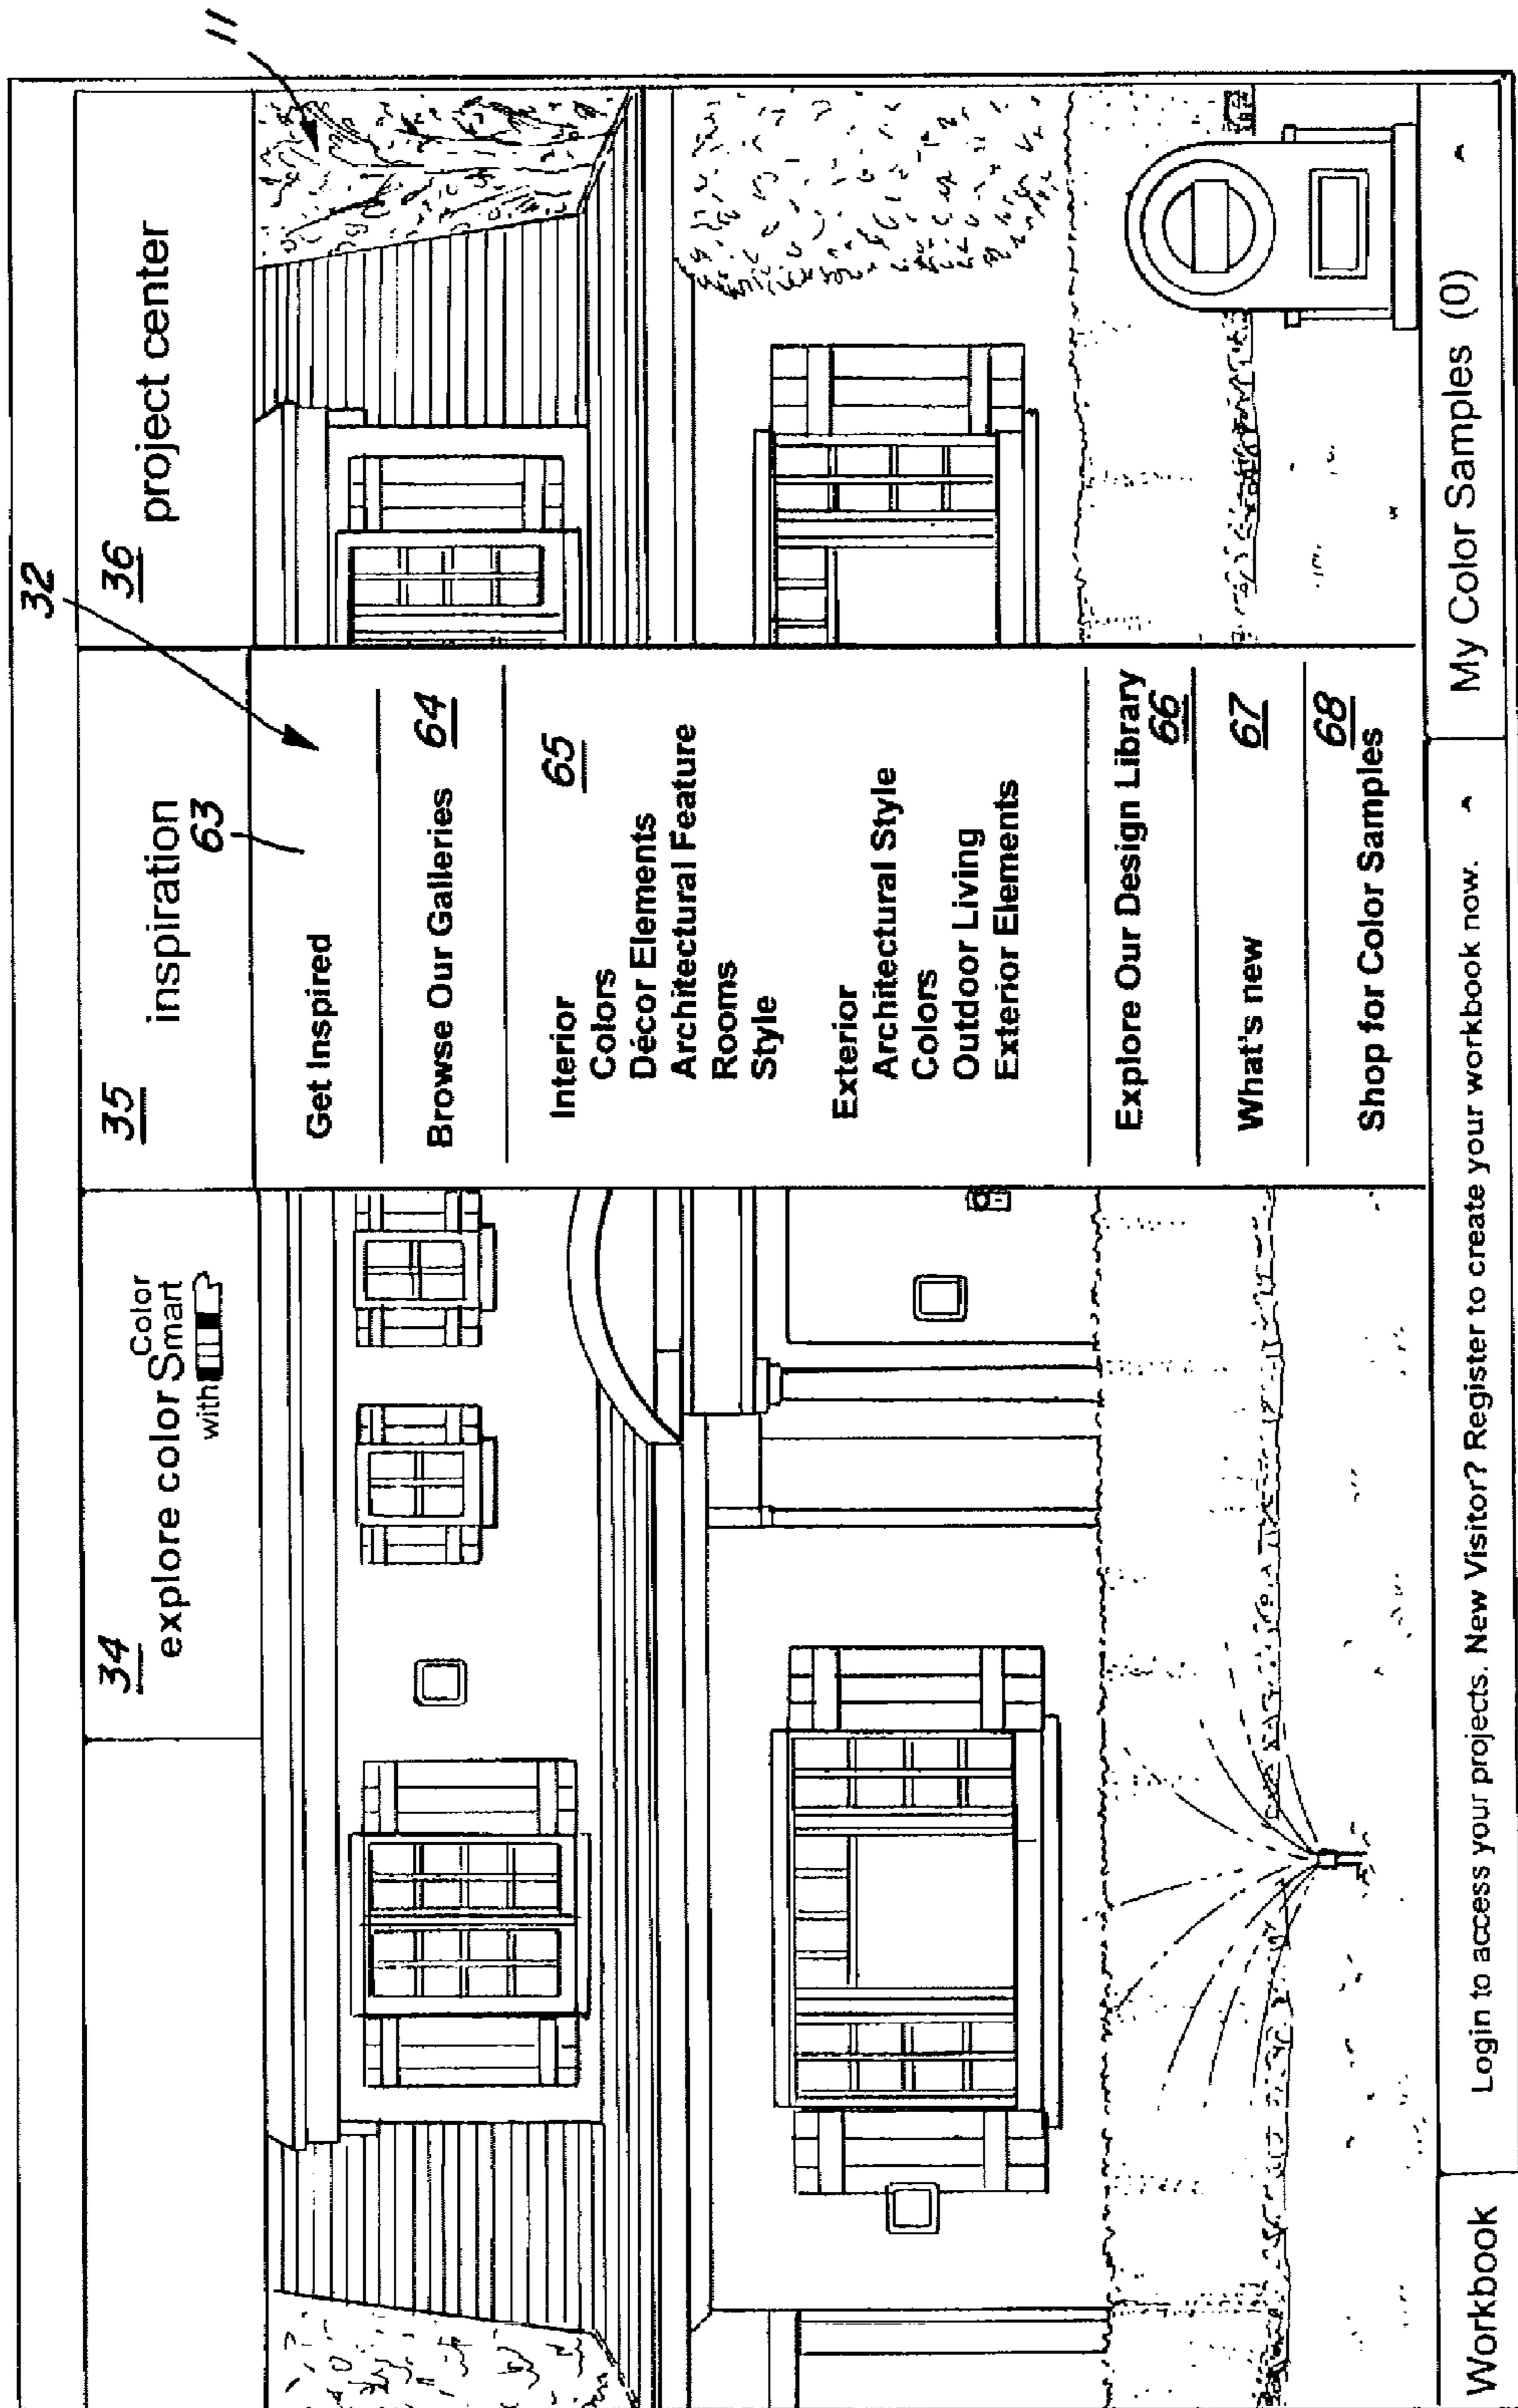 11
32
34
explore color Smart
Color
with
35
inspiration
36
project center
63
Get Inspired
Browse Our Galleries 64
65
Interior
Colors
Décor Elements
Architectural Feature
Rooms
Style
Exterior
Architectural Style
Colors
Outdoor Living
Exterior Elements
Explore Our Design Library
66
What's new 67
68
Shop for Color Samples
Workbook
Login to access your projects. New Visitor? Register to create your workbook now.
My Color Samples (0)